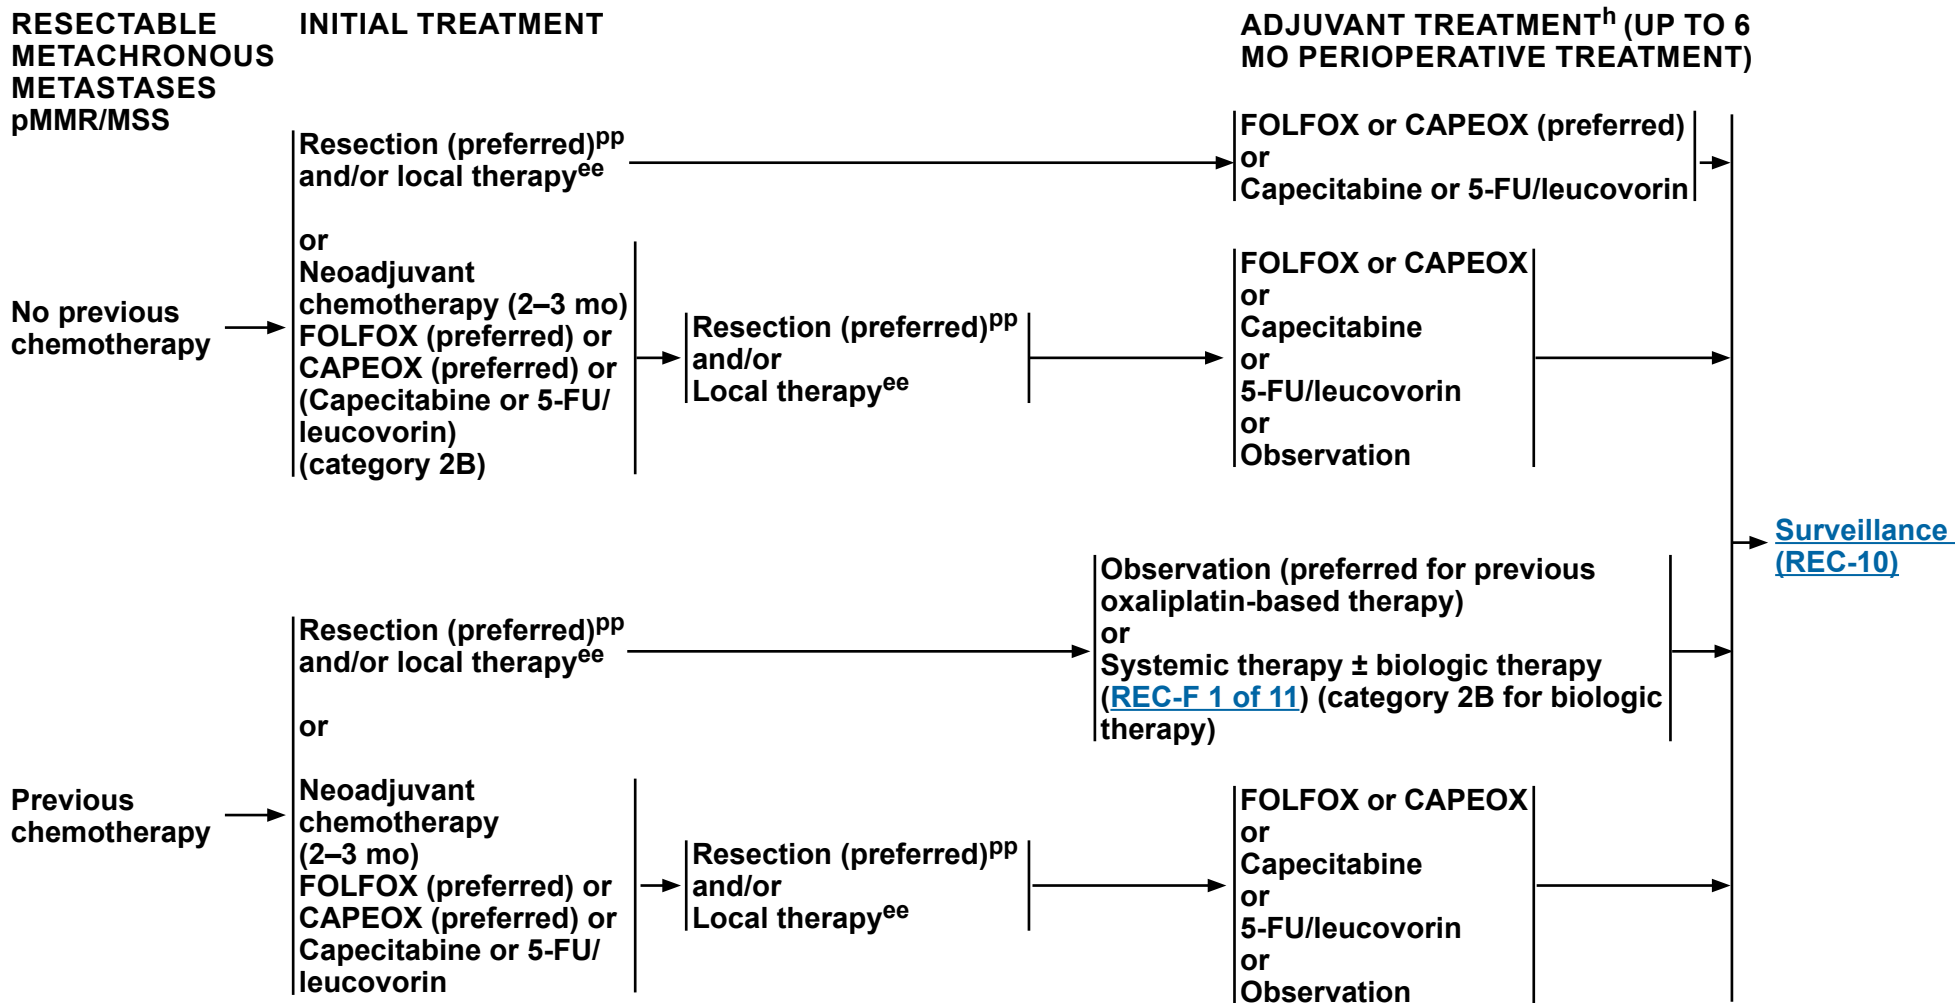 RESECTABLE
METACHRONOUS
METASTASES
pMMR/MSS
INITIAL TREATMENT
ADJUVANT TREATMENTh (UP TO 6
MO PERIOPERATIVE TREATMENT)
No previous
chemotherapy
Resection (preferred)pp
and/or local therapyee
or
Neoadjuvant
chemotherapy (2–3 mo)
FOLFOX (preferred) or
CAPEOX (preferred) or
(Capecitabine or 5-FU/
leucovorin)
(category 2B)
Resection (preferred)pp
and/or
Local therapyee
FOLFOX or CAPEOX (preferred)
or
Capecitabine or 5-FU/leucovorin
FOLFOX or CAPEOX
or
Capecitabine
or
5-FU/leucovorin
or
Observation
Previous
chemotherapy
Resection (preferred)pp
and/or local therapyee
or
Neoadjuvant
chemotherapy
(2–3 mo)
FOLFOX (preferred) or
CAPEOX (preferred) or
Capecitabine or 5-FU/
leucovorin
Resection (preferred)pp
and/or
Local therapyee
Observation (preferred for previous
oxaliplatin-based therapy)
or
Systemic therapy ± biologic therapy
(REC-F 1 of 11) (category 2B for biologic
therapy)
FOLFOX or CAPEOX
or
Capecitabine
or
5-FU/leucovorin
or
Observation
Surveillance
(REC-10)